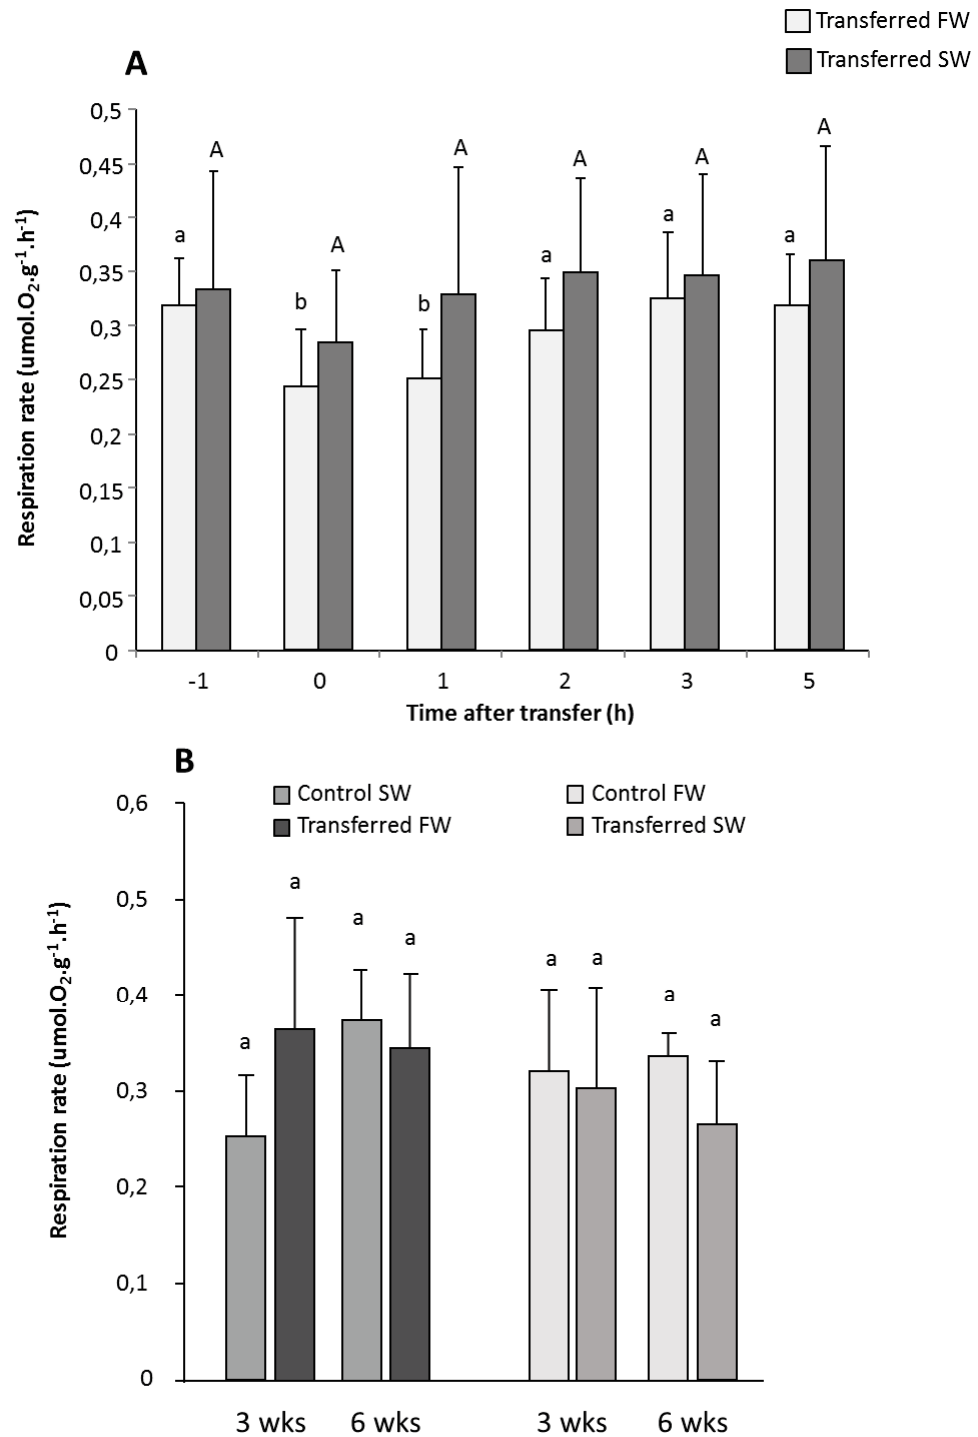 Transferred FW
Transferred SW
A
0,5
0,45
0,4
0,35
0,3
0,25
0,2
0,15
0,1
0,05
0
Respiration rate (umol.O₂.g⁻¹.h⁻¹)
a A b A b A a A a A a A
-1 0 1 2 3 5
Time after transfer (h)
B
Control SW Control FW
Transferred FW Transferred SW
0,6
0,5
0,4
0,3
0,2
0,1
0
Respiration rate (umol.O₂.g⁻¹.h⁻¹)
a a a a a a a a
3 wks 6 wks 3 wks 6 wks